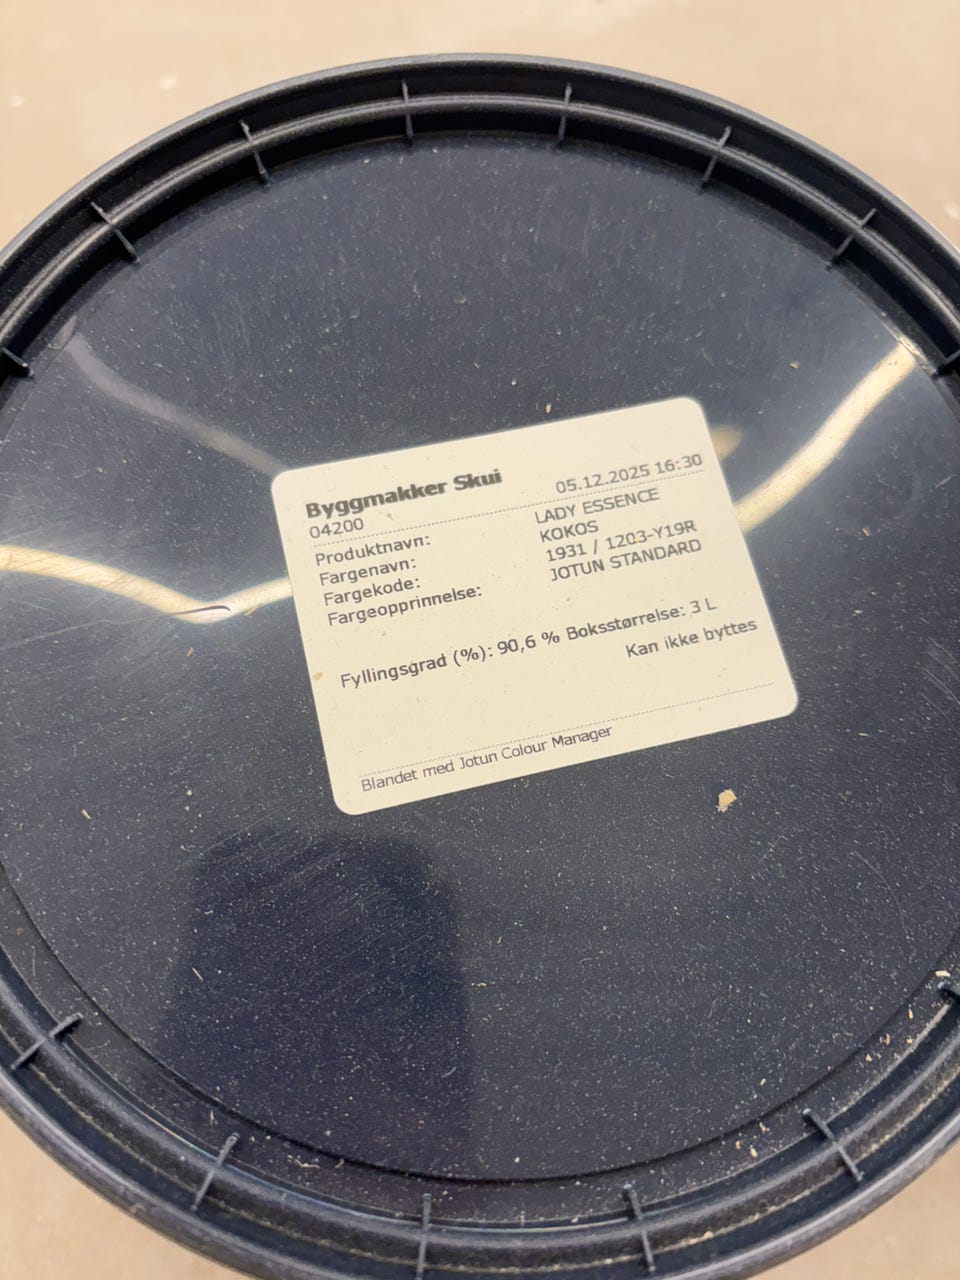 Byggmakker Skui
04200 05.12.2025 16:30
Produktnavn: LADY ESSENCE
Fargenavn: KOKOS
Fargekode: 1931 / 1203-Y19R
Fargeopprinnelse: JOTUN STANDARD
Fyllingsgrad (%): 90,6 % Boksstørrelse: 3 L
Kan ikke byttes
Blandet med Jotun Colour Manager